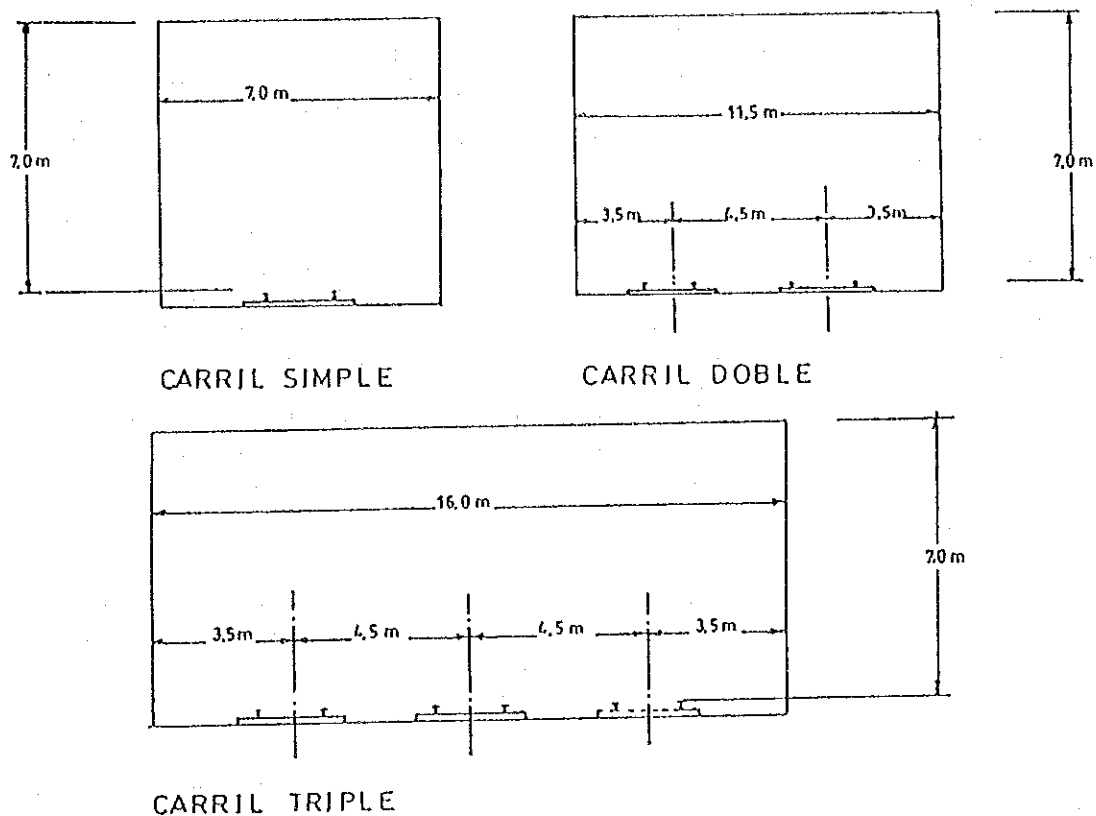 7,0 m
7,0 m
CARRIL SIMPLE
11,5 m
7,0 m
3,5 m
4,5 m
3,5 m
CARRIL DOBLE
16,0 m
7,0 m
3,5 m
4,5 m
4,5 m
3,5 m
CARRIL TRIPLE